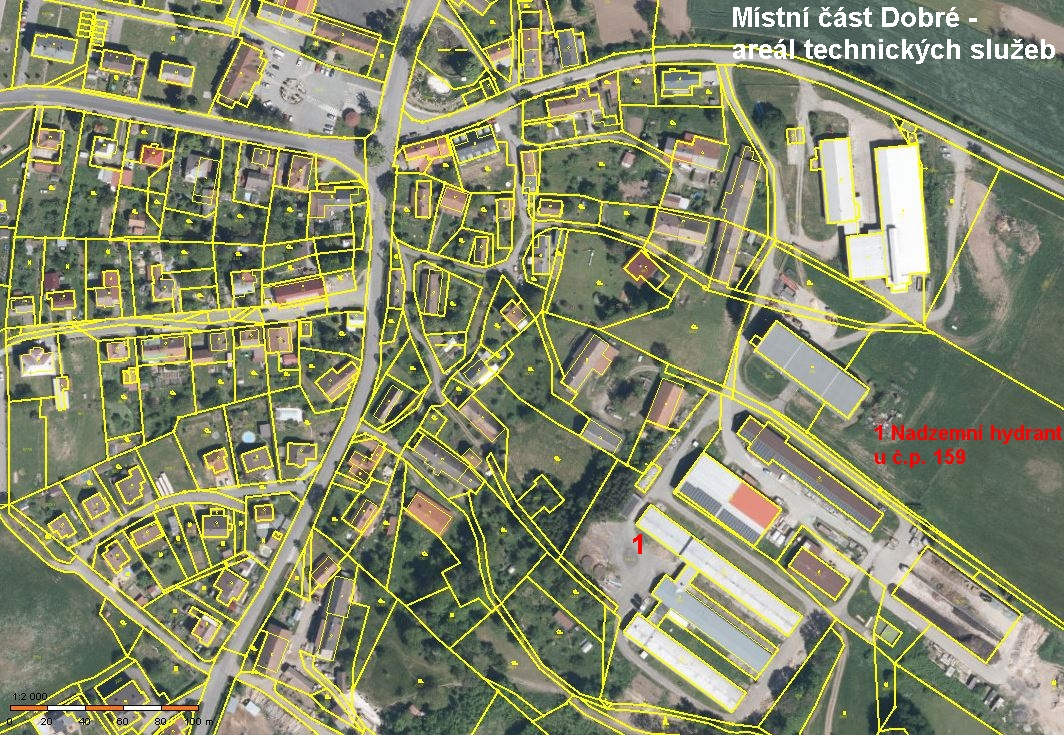 Místní část Dobré -
areál technických služeb
1 Nadzemní hydrant
u č.p. 159
1
1:2 000
0 20 40 60 80 100 m